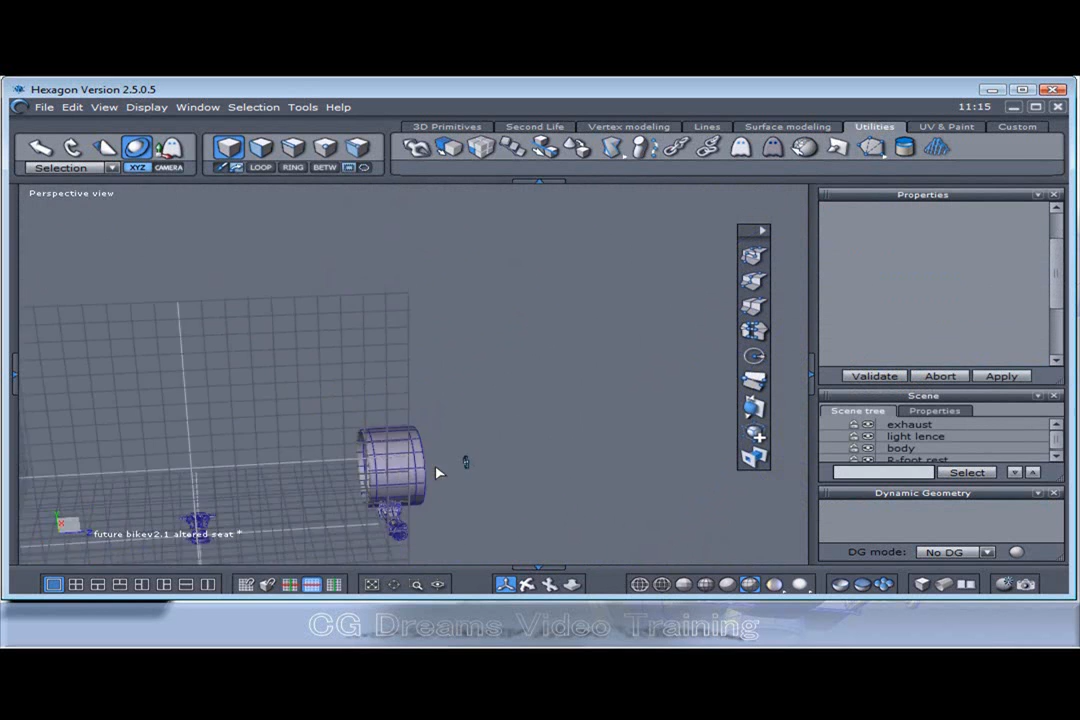 Hexagon Version 2.5.0.5
File Edit View Display Window Selection Tools Help 11:15
3D Primitives Second Life Vertex modeling Lines Surface modeling Utilities UV & Paint Custom
Selection XYZ CAMERA LOOP RING BETW
Perspective view
Properties
Validate Abort Apply
Scene
Scene tree Properties
exhaust
light lence
body
R-foot rest
Select
Dynamic Geometry
future bikev2.1 altered seat *
DG mode: No DG
CG Dreams Video Training